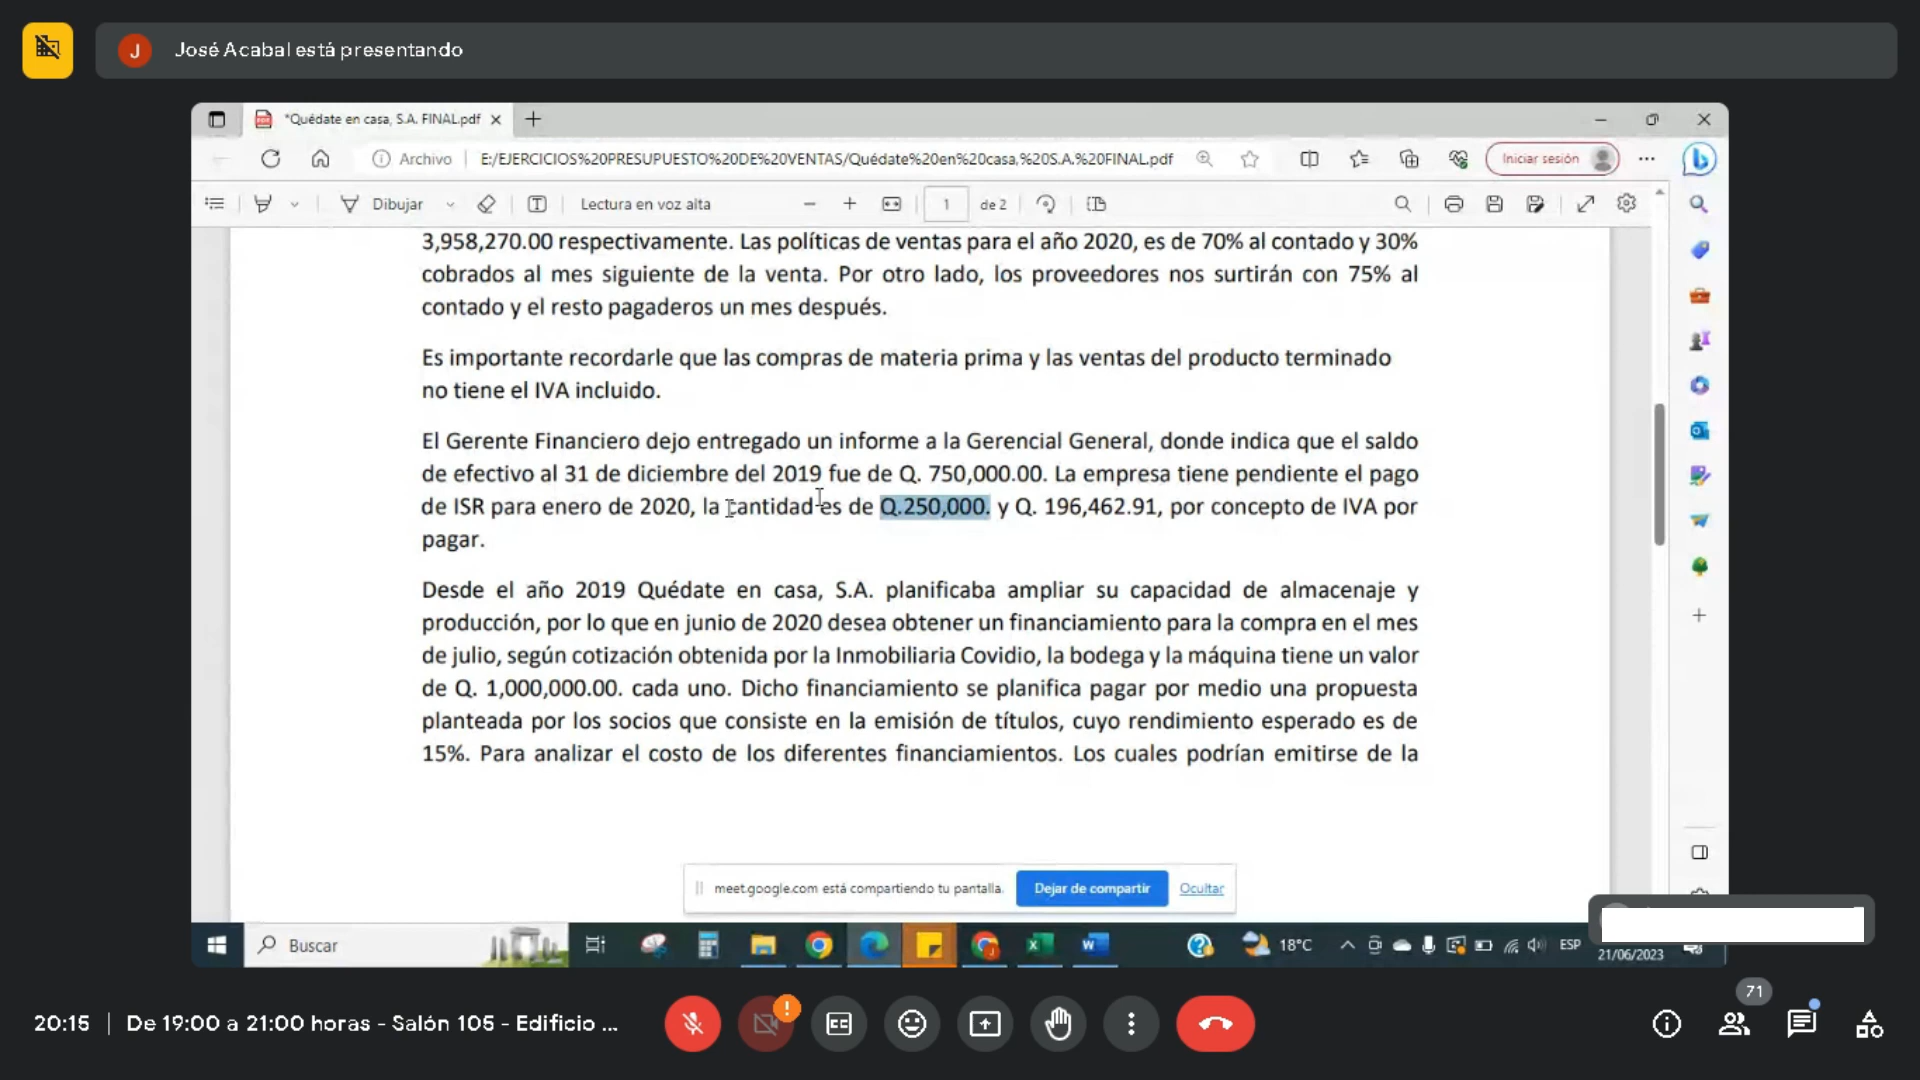 José Acabal está presentando
*Quédate en casa, S.A. FINAL.pdf
Archivo
E:/EJERCICIOS%20PRESUPUESTO%20DE%20VENTAS/Quédate%20en%20casa,%20S.A.%20FINAL.pdf
Iniciar sesión
Dibujar
Lectura en voz alta
1
de 2
3,958,270.00 respectivamente. Las políticas de ventas para el año 2020, es de 70% al contado y 30%
cobrados al mes siguiente de la venta. Por otro lado, los proveedores nos surtirán con 75% al
contado y el resto pagaderos un mes después.
Es importante recordarle que las compras de materia prima y las ventas del producto terminado
no tiene el IVA incluido.
El Gerente Financiero dejo entregado un informe a la Gerencial General, donde indica que el saldo
de efectivo al 31 de diciembre del 2019 fue de Q. 750,000.00. La empresa tiene pendiente el pago
de ISR para enero de 2020, la cantidad es de Q.250,000. y Q. 196,462.91, por concepto de IVA por
pagar.
Desde el año 2019 Quédate en casa, S.A. planificaba ampliar su capacidad de almacenaje y
producción, por lo que en junio de 2020 desea obtener un financiamiento para la compra en el mes
de julio, según cotización obtenida por la Inmobiliaria Covidio, la bodega y la máquina tiene un valor
de Q. 1,000,000.00. cada uno. Dicho financiamiento se planifica pagar por medio una propuesta
planteada por los socios que consiste en la emisión de títulos, cuyo rendimiento esperado es de
15%. Para analizar el costo de los diferentes financiamientos. Los cuales podrían emitirse de la
meet.google.com está compartiendo tu pantalla.
Dejar de compartir
Ocultar
Buscar
18°C
ESP
21/06/2023
71
20:15
De 19:00 a 21:00 horas - Salón 105 - Edificio ...